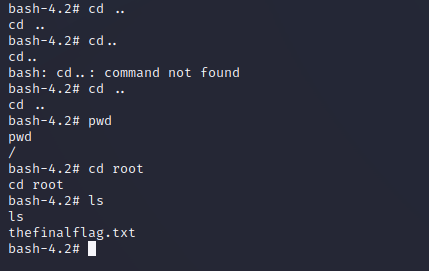 bash-4.2# cd ..
cd ..
bash-4.2# cd..
cd..
bash: cd..: command not found
bash-4.2# cd ..
cd ..
bash-4.2# pwd
pwd
/
bash-4.2# cd root
cd root
bash-4.2# ls
ls
thefinalflag.txt
bash-4.2#